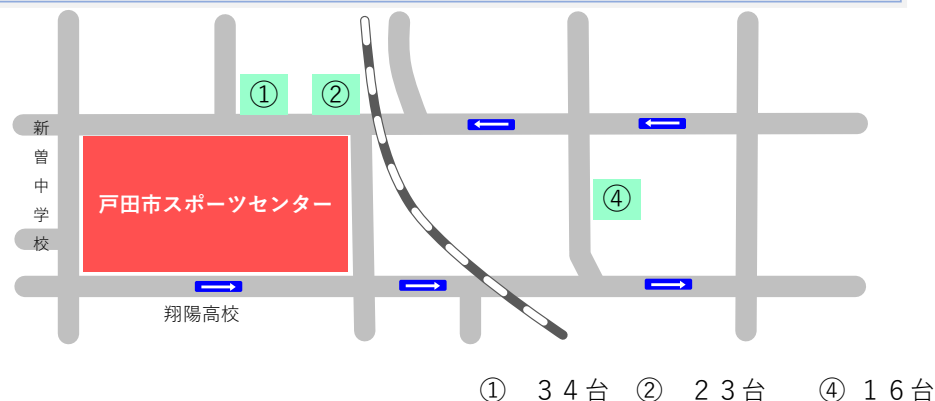 ① ②
新曽中学校
戸田市スポーツセンター
④
翔陽高校
① ３４台 ② ２３台 ④ １６台